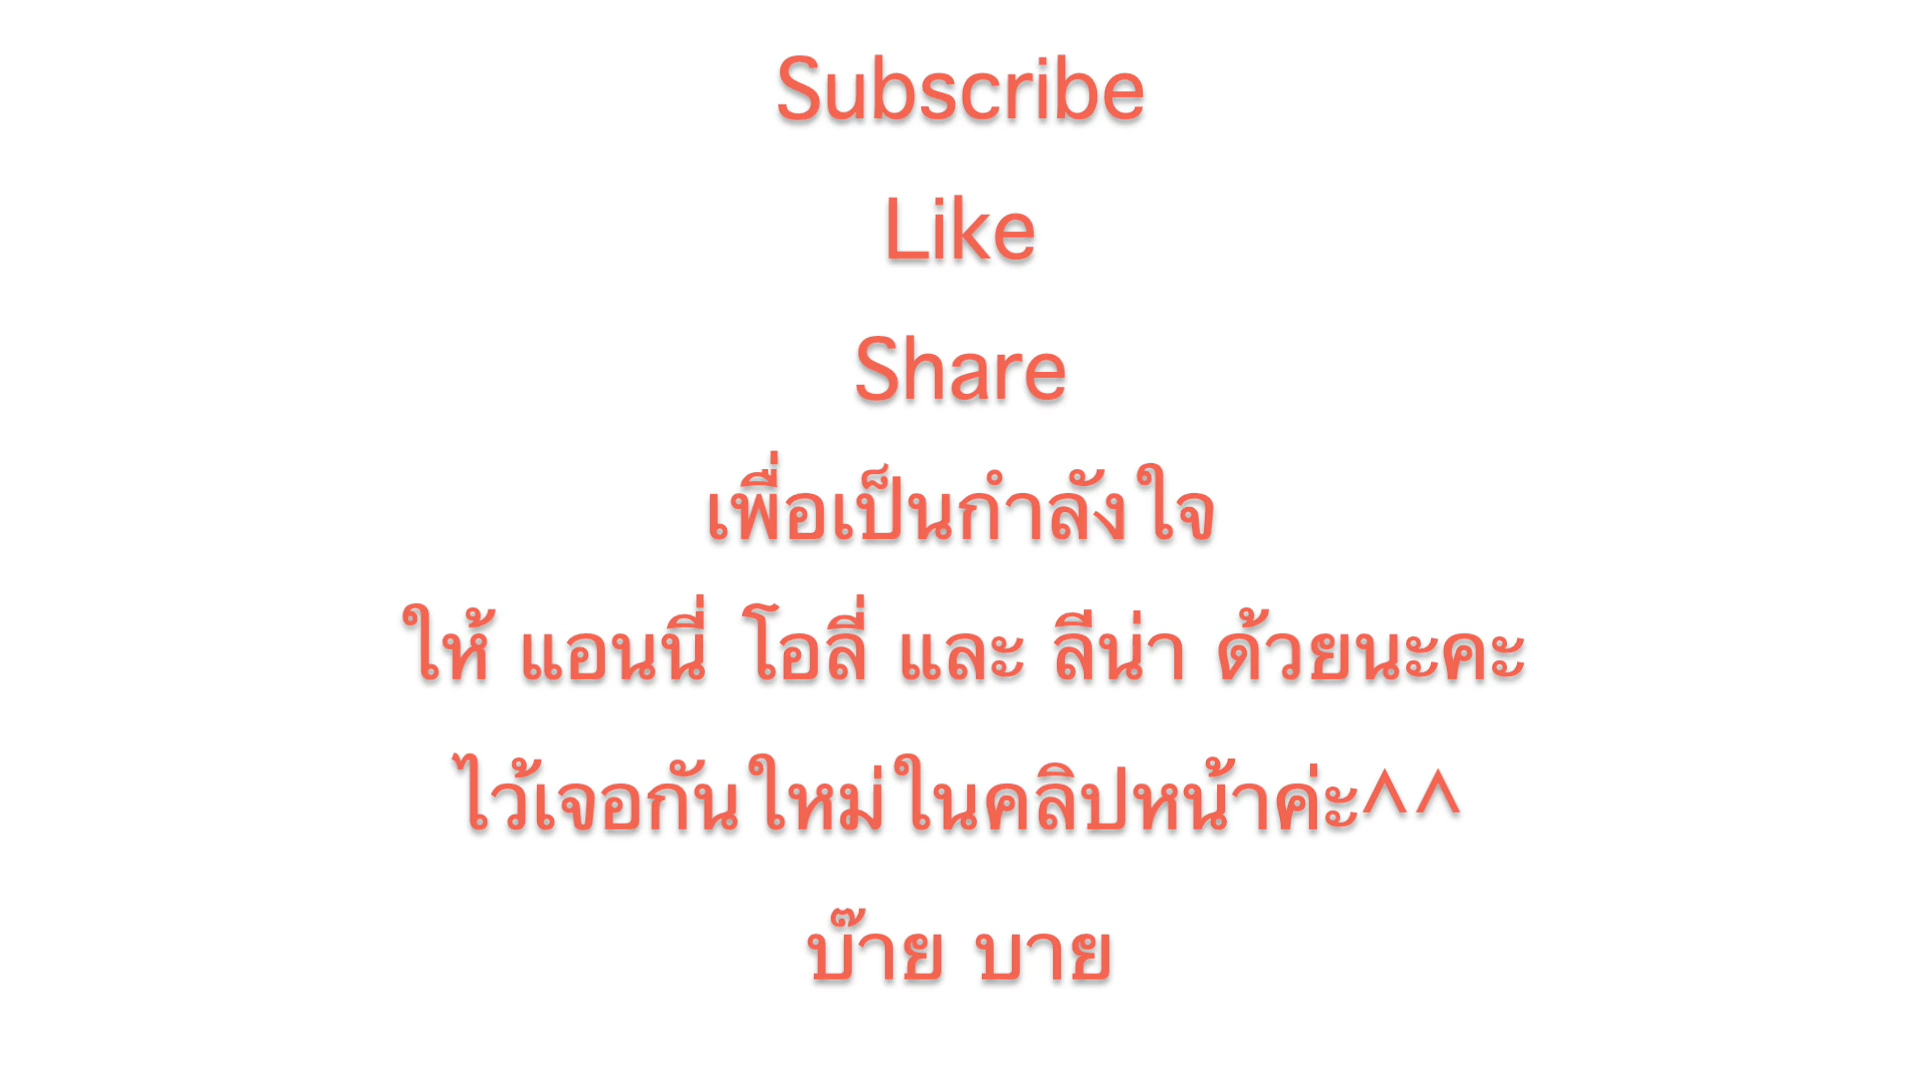 Subscribe
Like
Share
เพื่อเป็นกำลังใจ
ให้ แอนนี่ โอลี่ และ ลีน่า ด้วยนะคะ
ไว้เจอกันใหม่ในคลิปหน้าค่ะ^^
บ๊าย บาย